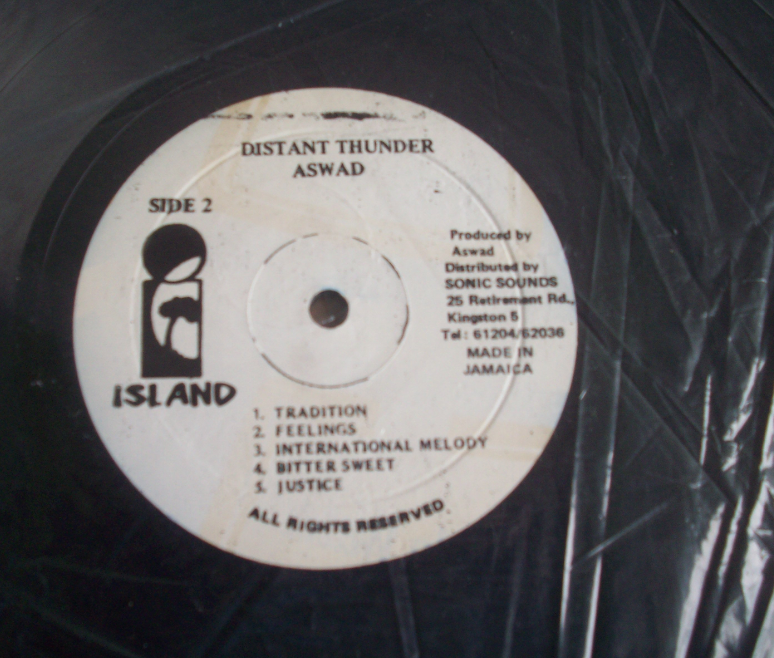 DISTANT THUNDER
ASWAD
SIDE 2
Produced by
Aswad
Distributed by
SONIC SOUNDS
25 Retirement Rd.,
Kingston 5
Tel: 61204/62036
MADE IN
JAMAICA
ISLAND
1. TRADITION
2. FEELINGS
3. INTERNATIONAL MELODY
4. BITTER SWEET
5. JUSTICE
ALL RIGHTS RESERVED